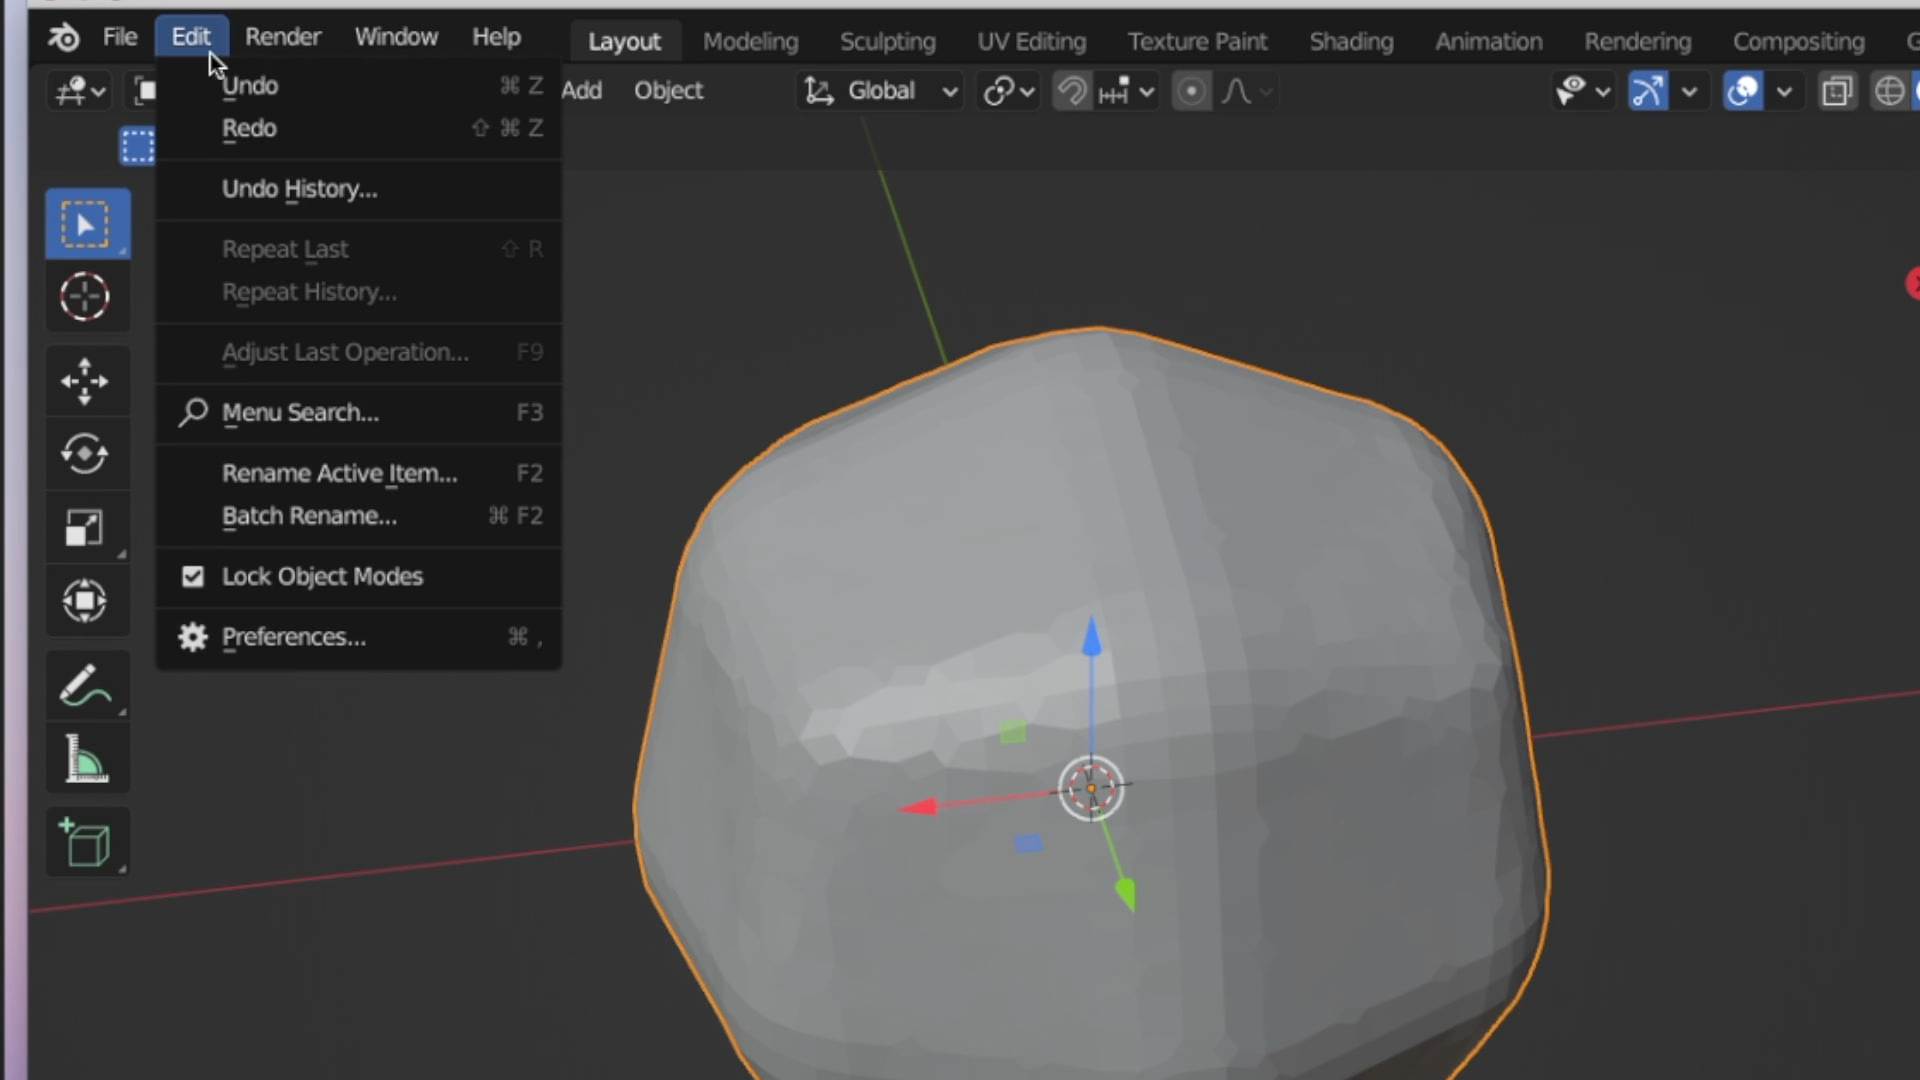 File Edit Render Window Help Layout Modeling Sculpting UV Editing Texture Paint Shading Animation Rendering Compositing
Add Object Global
Undo ⌘ Z
Redo ⇧ ⌘ Z
Undo History...
Repeat Last ⇧ R
Repeat History...
Adjust Last Operation... F9
Menu Search... F3
Rename Active Item... F2
Batch Rename... ⌘ F2
Lock Object Modes
Preferences... ⌘ ,